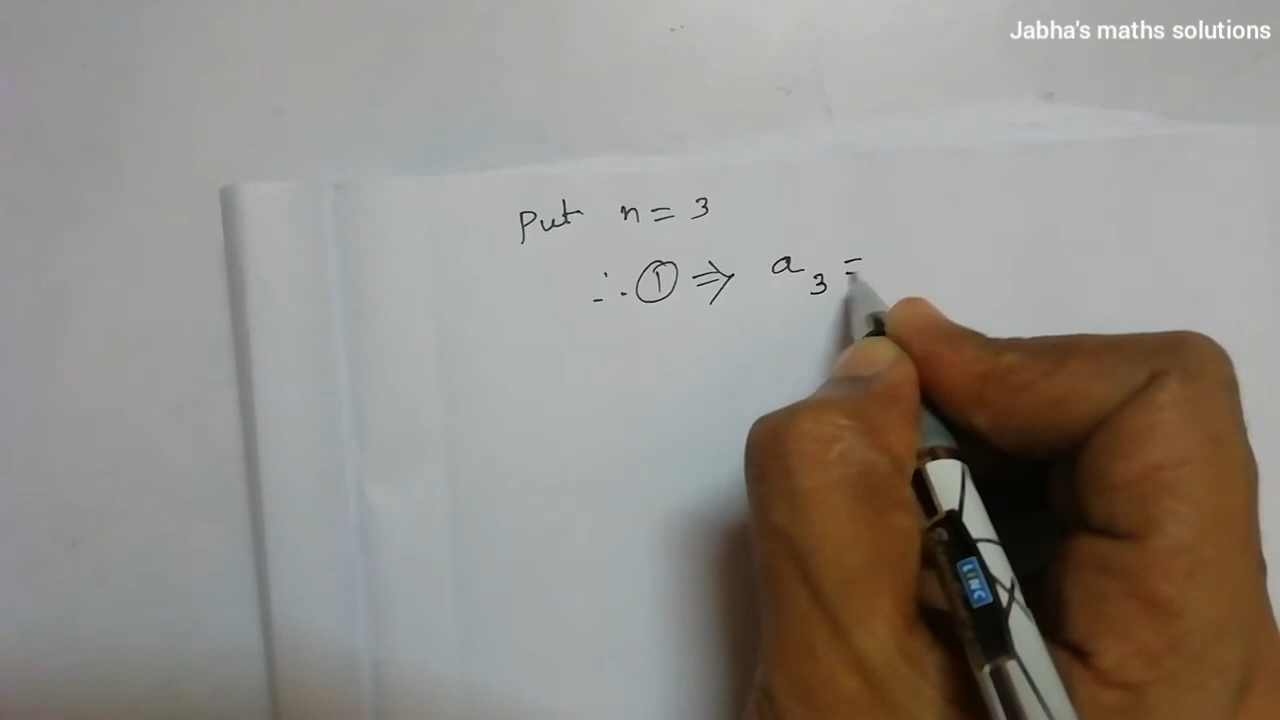 Jabha's maths solutions
Put n = 3
∴ ① ⇒ a₃ =
LINC